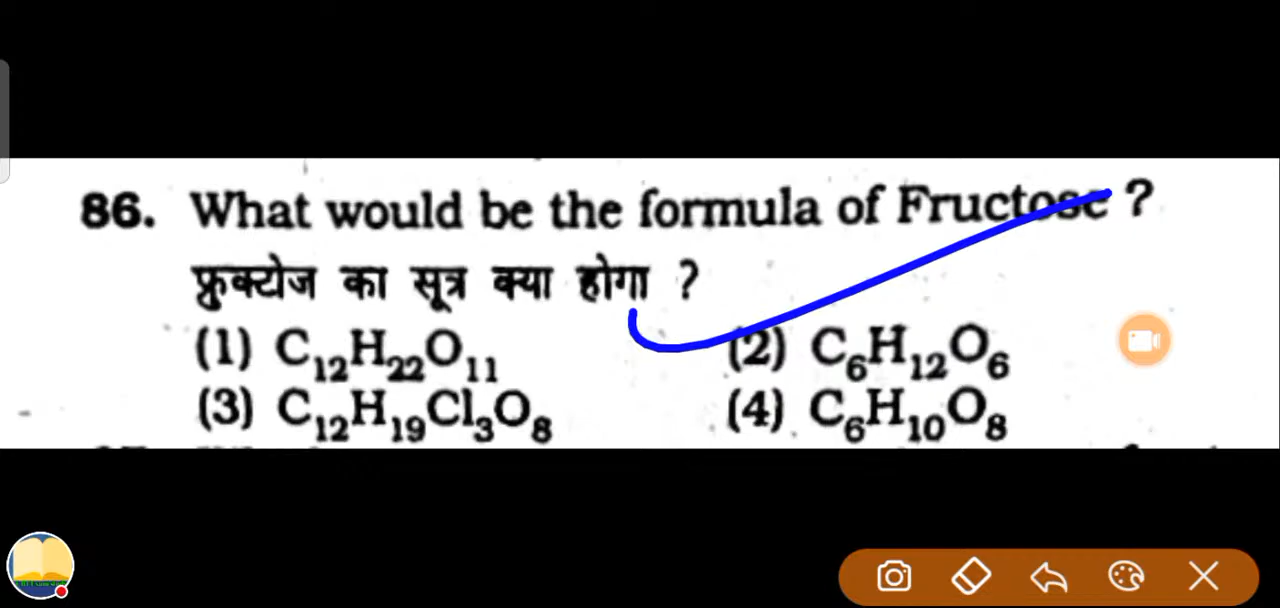 86. What would be the formula of Fructose ?
फ्रुक्टोज का सूत्र क्या होगा ?
(1) C₁₂H₂₂O₁₁ (2) C₆H₁₂O₆
(3) C₁₂H₁₉Cl₃O₈ (4) C₆H₁₀O₈